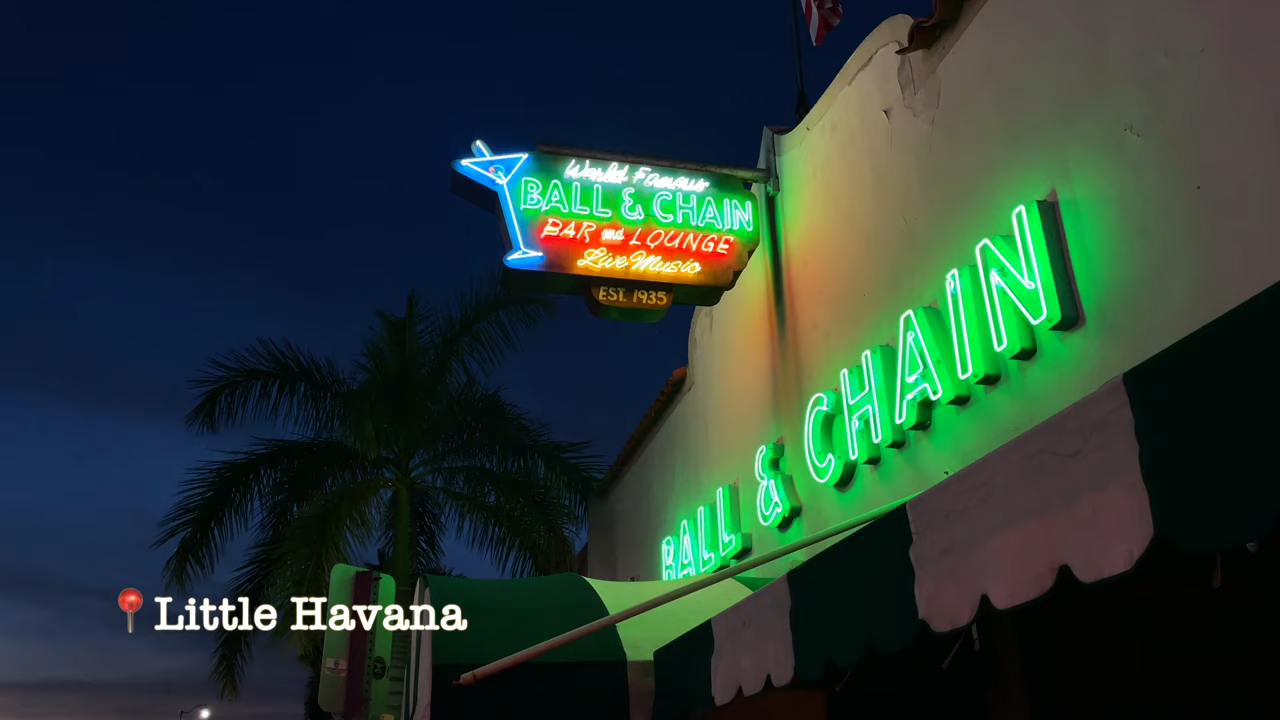 World Famous
BALL & CHAIN
BAR and LOUNGE
Live Music
EST. 1935
BALL & CHAIN
Little Havana